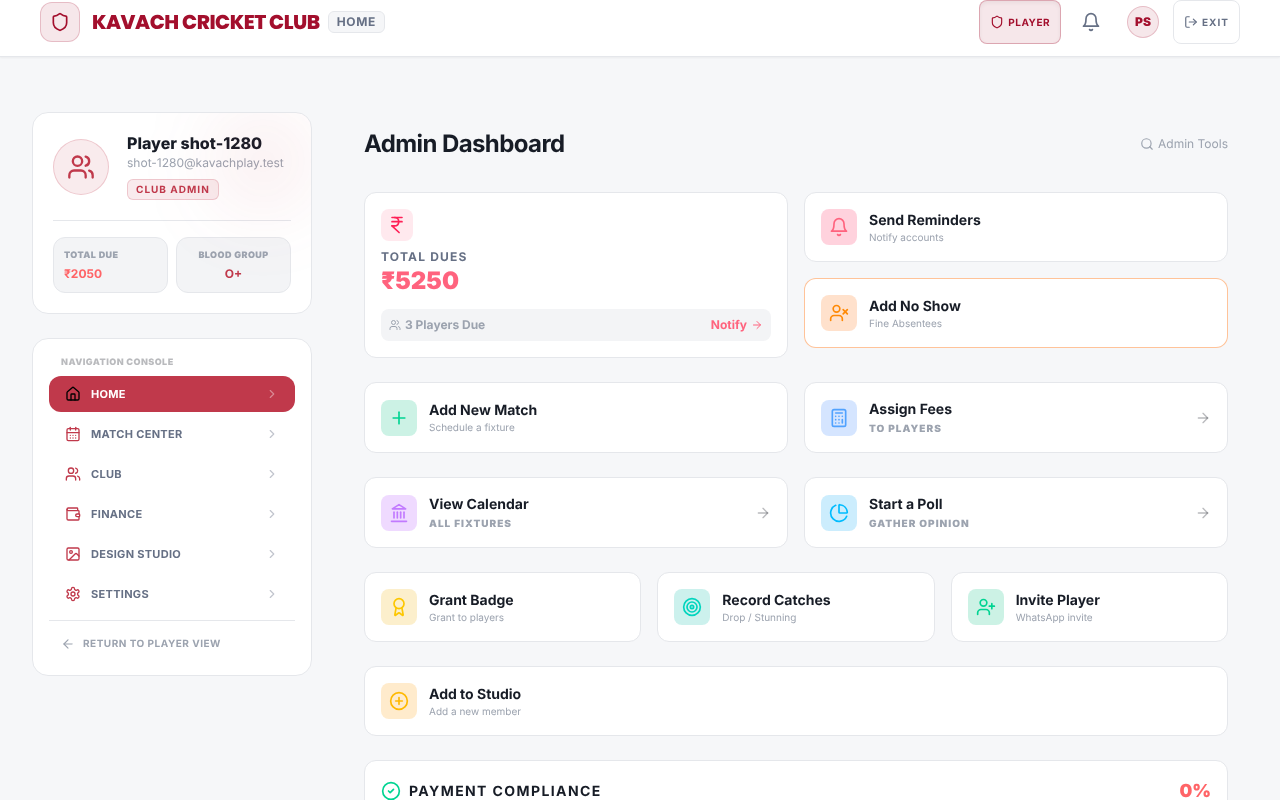 KAVACH CRICKET CLUB HOME
PLAYER
PS
EXIT
Player shot-1280
shot-1280@kavachplay.test
CLUB ADMIN
TOTAL DUE
₹2050
BLOOD GROUP
O+
NAVIGATION CONSOLE
HOME
MATCH CENTER
CLUB
FINANCE
DESIGN STUDIO
SETTINGS
RETURN TO PLAYER VIEW
Admin Dashboard
Admin Tools
₹
TOTAL DUES
₹5250
3 Players Due
Notify
Send Reminders
Notify accounts
Add No Show
Fine Absentees
Add New Match
Schedule a fixture
Assign Fees
TO PLAYERS
View Calendar
ALL FIXTURES
Start a Poll
GATHER OPINION
Grant Badge
Grant to players
Record Catches
Drop / Stunning
Invite Player
WhatsApp invite
Add to Studio
Add a new member
PAYMENT COMPLIANCE
0%